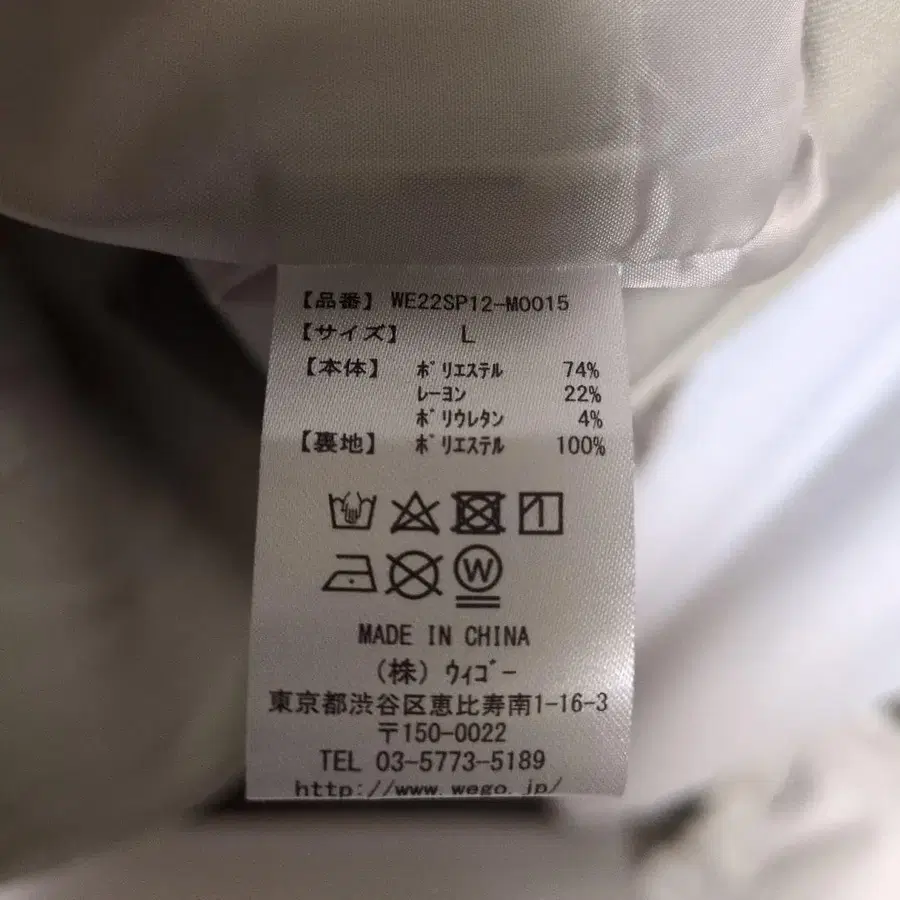 【品番】 WE22SP12-M0015
【サイズ】 L
【本体】 ﾎﾟﾘｴｽﾃﾙ 74%
ﾚｰﾖﾝ 22%
ﾎﾟﾘｳﾚﾀﾝ 4%
【裏地】 ﾎﾟﾘｴｽﾃﾙ 100%
W
MADE IN CHINA
(株) ｳｨｺﾞｰ
東京都渋谷区恵比寿南1-16-3
〒150-0022
TEL 03-5773-5189
http://www.wego.jp/